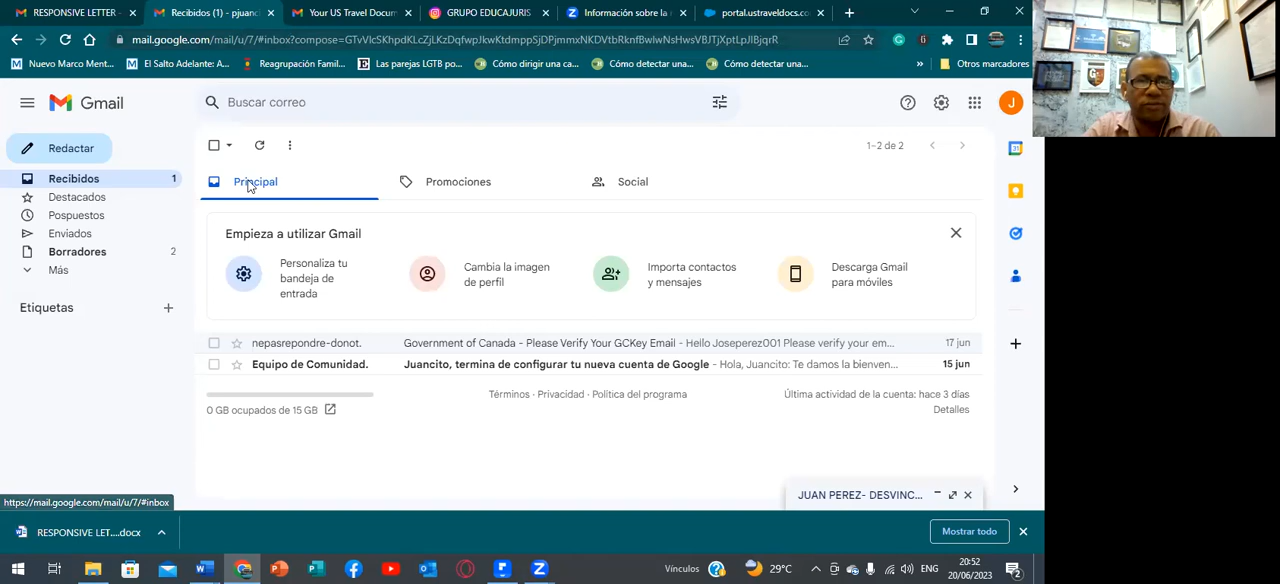 RESPONSIVE LETTER -
Recibidos (1) - pjuanc
Your US Travel Docum
GRUPO EDUCAJURIS
Información sobre la
portal.ustraveldocs.c
mail.google.com/mail/u/7/#inbox?compose=GTvVlcSKhpdKLcZjLKzDqfwpJkwKtdmppSjDPjmmxNKDVtbRknfBwlwNsHwsVBJTjXptLpJlBjqrR
Nuevo Marco Ment...
El Salto Adelante: A...
Reagrupación Famil...
Las parejas LGTB po...
Cómo dirigir una ca...
Cómo detectar una...
Cómo detectar una...
»
Otros marcadores
Gmail
Buscar correo
J
Redactar
1–2 de 2
Recibidos 1
Destacados
Pospuestos
Enviados
Borradores 2
Más
Etiquetas
Principal
Promociones
Social
Empieza a utilizar Gmail
Personaliza tu
bandeja de
entrada
Cambia la imagen
de perfil
Importa contactos
y mensajes
Descarga Gmail
para móviles
nepasrepondre-donot. Government of Canada - Please Verify Your GCKey Email - Hello Joseperez001 Please verify your em... 17 jun
Equipo de Comunidad. Juancito, termina de configurar tu nueva cuenta de Google - Hola, Juancito: Te damos la bienven... 15 jun
0 GB ocupados de 15 GB
Términos · Privacidad · Política del programa
Última actividad de la cuenta: hace 3 días
Detalles
JUAN PEREZ- DESVINC...
https://mail.google.com/mail/u/7/#inbox
RESPONSIVE LET....docx
Mostrar todo
Vínculos
29°C
ENG
20:52
20/06/2023
2